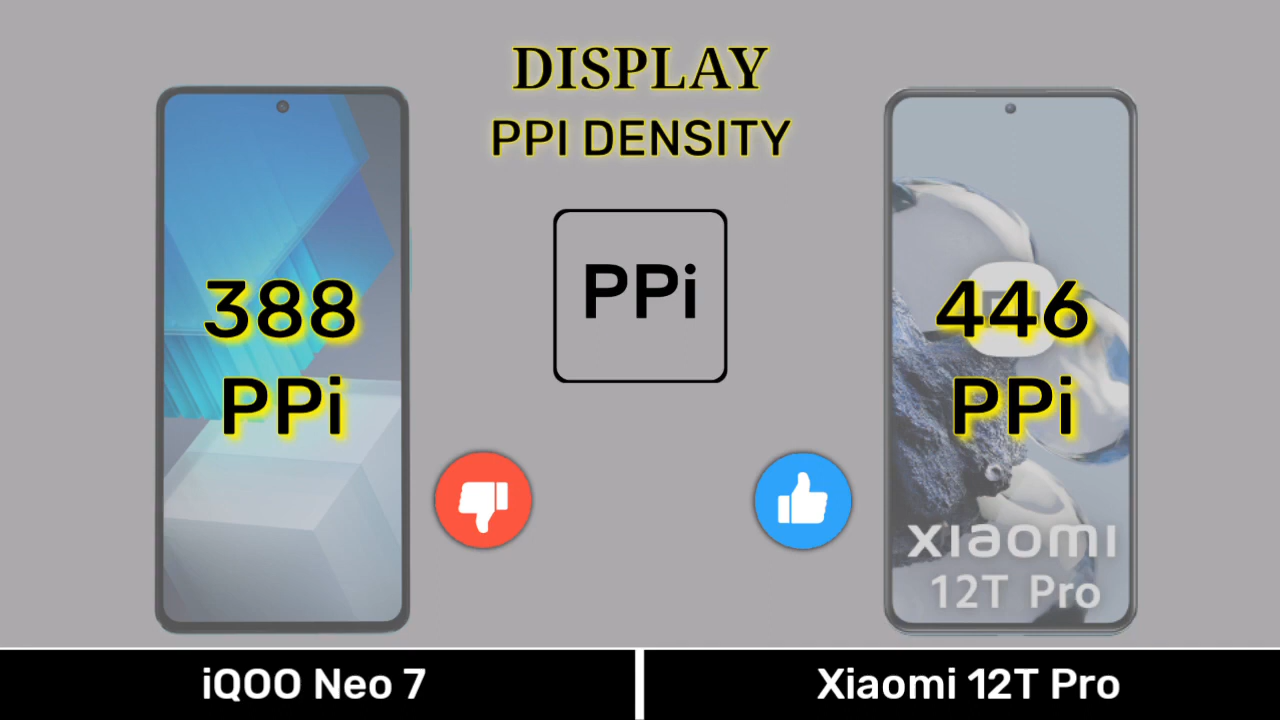 DISPLAY
PPI DENSITY
PPi
388
PPi
446
PPi
xiaomi
12T Pro
iQOO Neo 7
Xiaomi 12T Pro